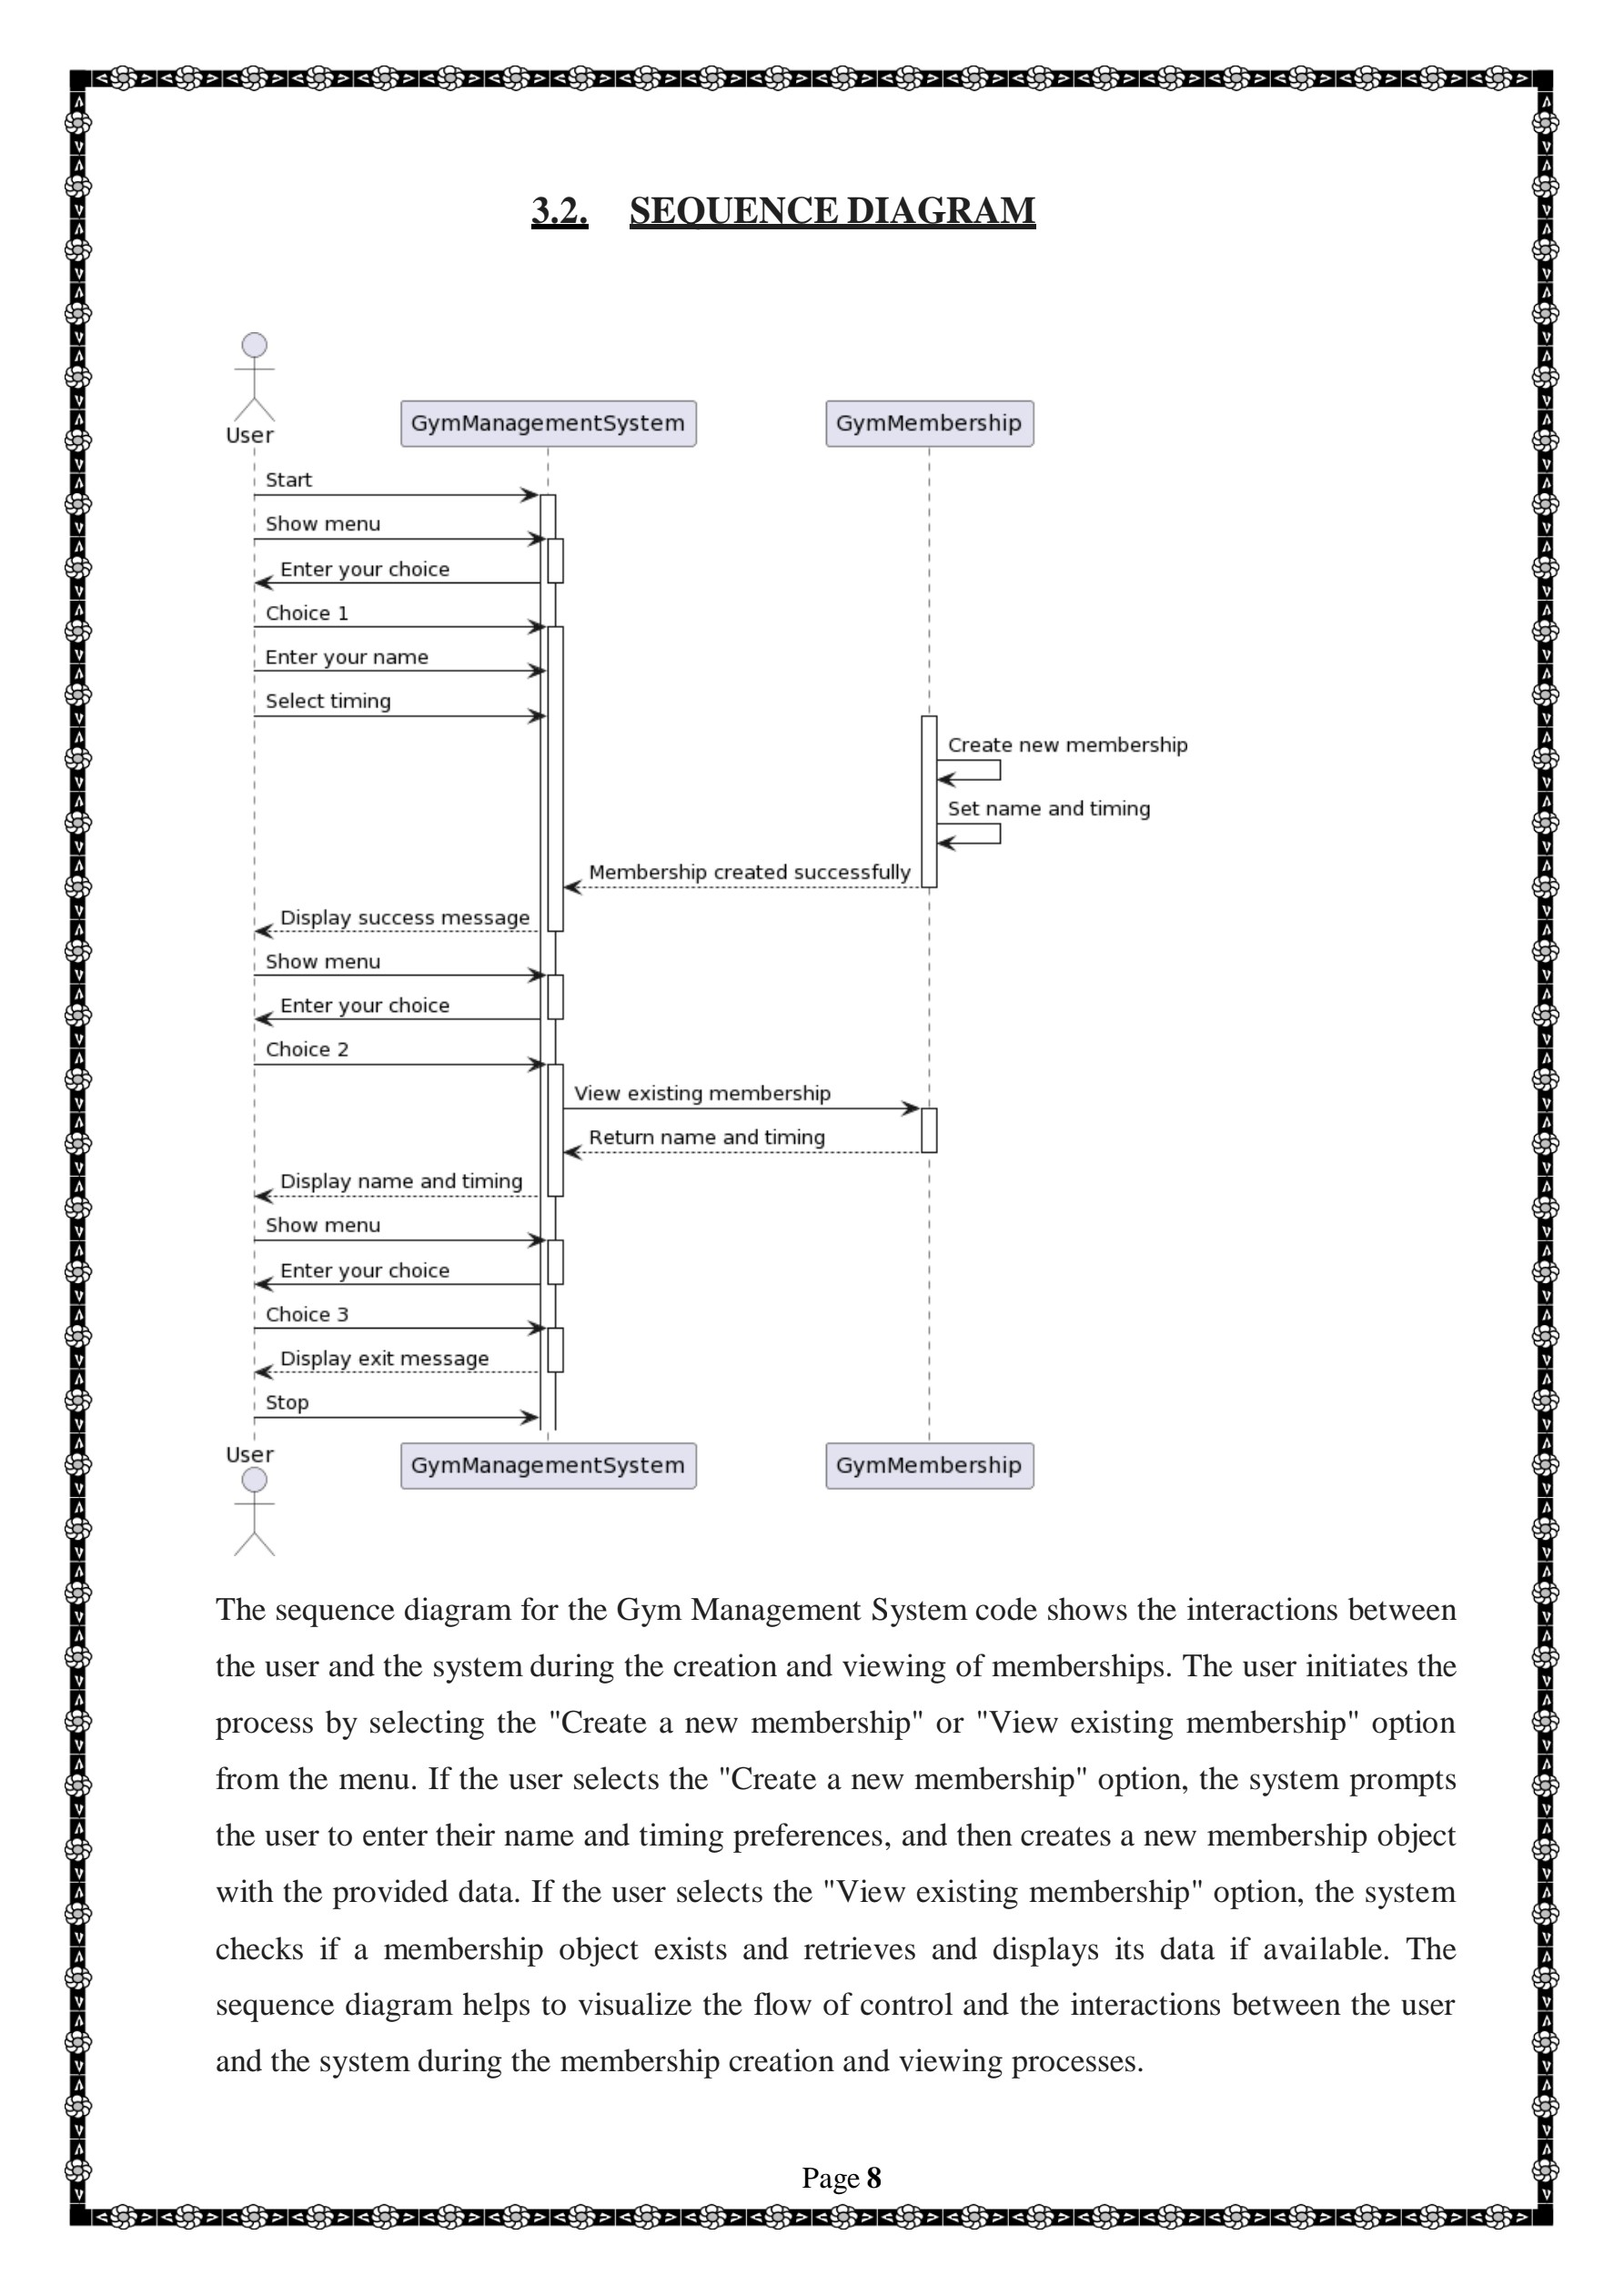 3.2. SEQUENCE DIAGRAM
User
GymManagementSystem
GymMembership
Start
Show menu
Enter your choice
Choice 1
Enter your name
Select timing
Create new membership
Set name and timing
Membership created successfully
Display success message
Show menu
Enter your choice
Choice 2
View existing membership
Return name and timing
Display name and timing
Show menu
Enter your choice
Choice 3
Display exit message
Stop
User
GymManagementSystem
GymMembership
The sequence diagram for the Gym Management System code shows the interactions between
the user and the system during the creation and viewing of memberships. The user initiates the
process by selecting the "Create a new membership" or "View existing membership" option
from the menu. If the user selects the "Create a new membership" option, the system prompts
the user to enter their name and timing preferences, and then creates a new membership object
with the provided data. If the user selects the "View existing membership" option, the system
checks if a membership object exists and retrieves and displays its data if available. The
sequence diagram helps to visualize the flow of control and the interactions between the user
and the system during the membership creation and viewing processes.
Page 8